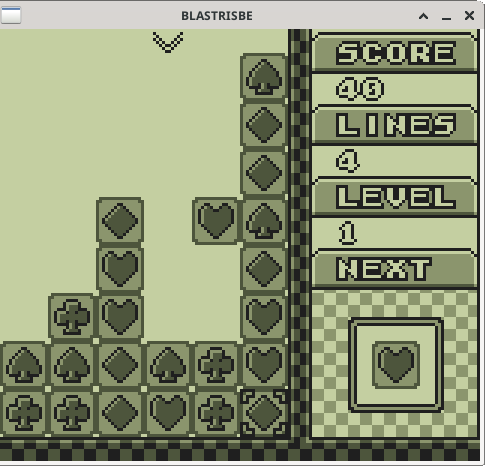 BLASTRISBE
SCORE
45
LINES
4
LEVEL
1
NEXT